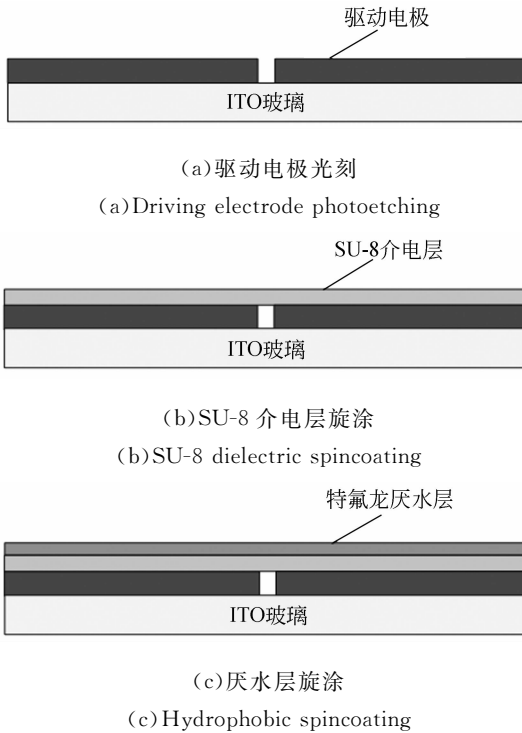 驱动电极
ITO玻璃
(a)驱动电极光刻
(a)Driving electrode photoetching
SU-8介电层
ITO玻璃
(b)SU-8 介电层旋涂
(b)SU-8 dielectric spincoating
特氟龙厌水层
ITO玻璃
(c)厌水层旋涂
(c)Hydrophobic spincoating